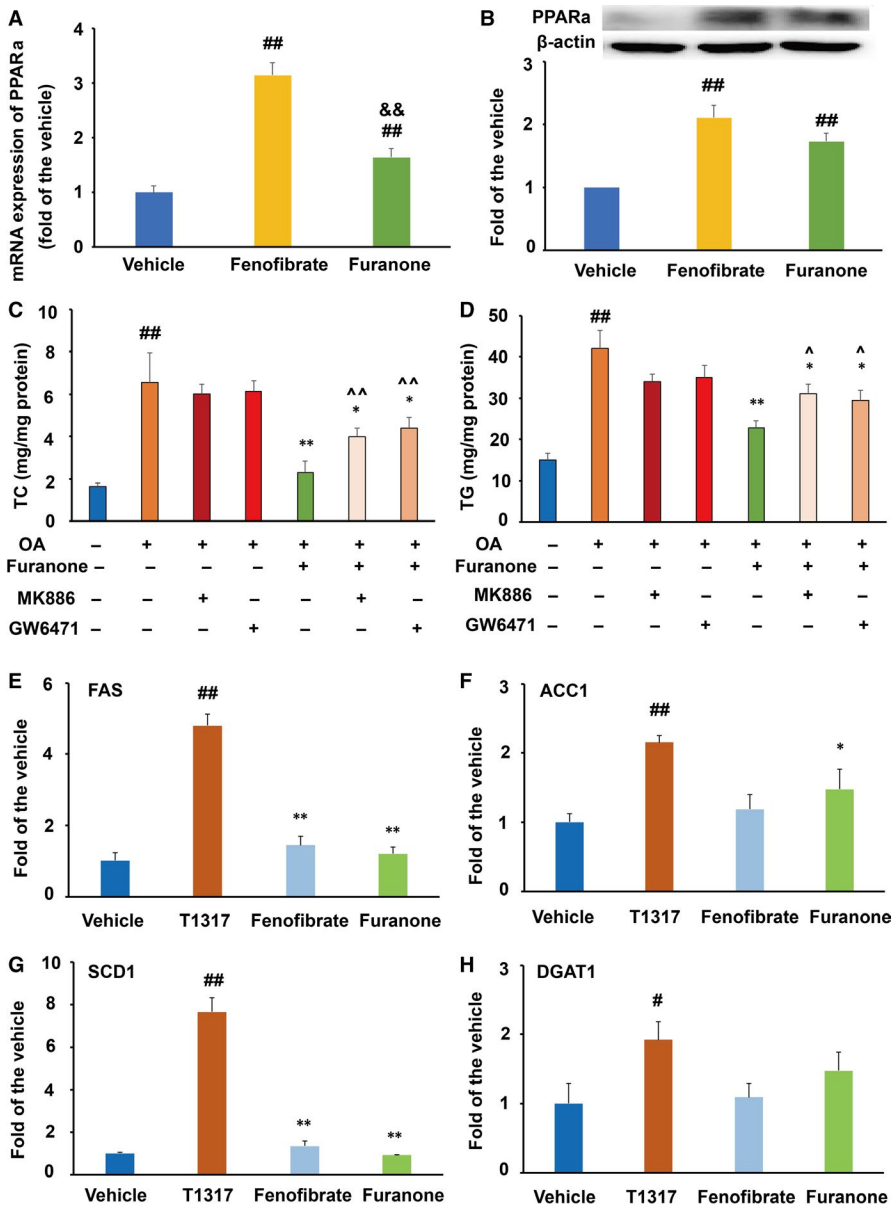 A
mRNA expression of PPARa
(fold of the vehicle)
4
3
2
1
0
##
&&
##
Vehicle Fenofibrate Furanone
B
PPARa
β-actin
Fold of the vehicle
3
2
1
0
##
##
Vehicle Fenofibrate Furanone
C
TC (mg/mg protein)
10
8
6
4
2
0
##
**
^^
*
^^
*
OA – + + + + + +
Furanone – – – – + + +
MK886 – – + – – + –
GW6471 – – – + – – +
D
TG (mg/mg protein)
50
40
30
20
10
0
##
**
^
*
^
*
OA – + + + + + +
Furanone – – – – + + +
MK886 – – + – – + –
GW6471 – – – + – – +
E
FAS
Fold of the vehicle
6
4
2
0
##
**
**
Vehicle T1317 Fenofibrate Furanone
F
ACC1
Fold of the vehicle
3
2
1
0
##
*
Vehicle T1317 Fenofibrate Furanone
G
SCD1
Fold of the vehicle
10
8
6
4
2
0
##
**
**
Vehicle T1317 Fenofibrate Furanone
H
DGAT1
Fold of the vehicle
3
2
1
0
#
Vehicle T1317 Fenofibrate Furanone